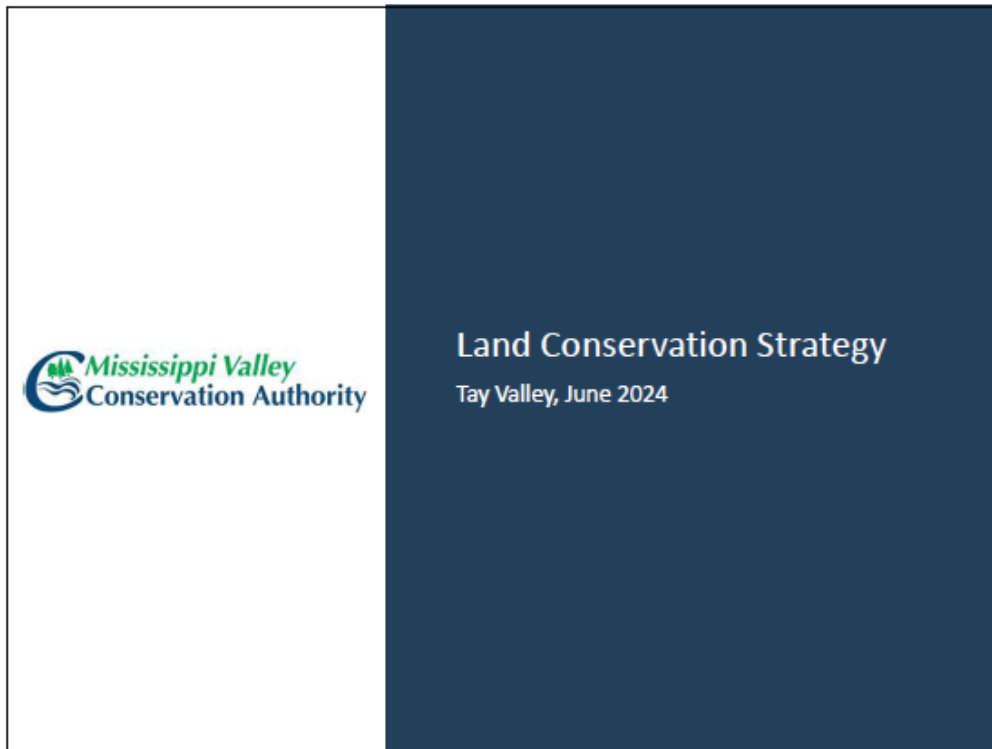 Mississippi Valley
Conservation Authority
Land Conservation Strategy
Tay Valley, June 2024